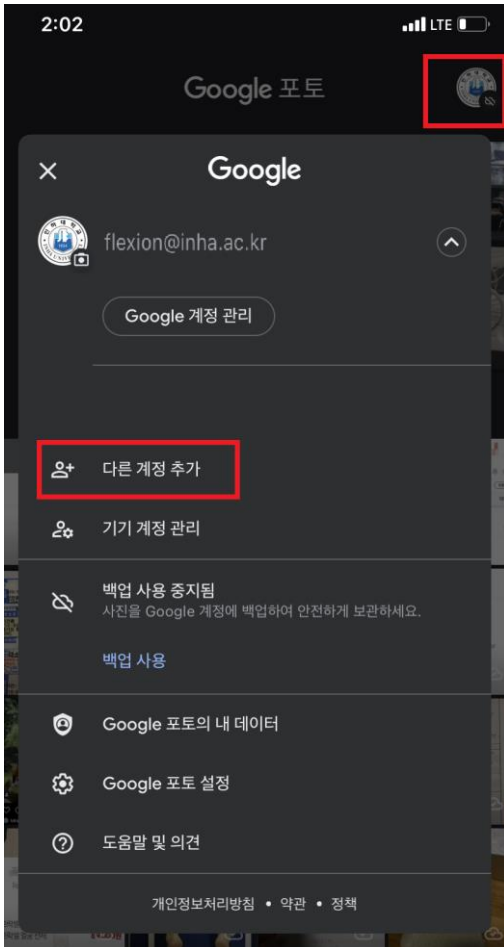 2:02
LTE
Google 포토
Google
flexion@inha.ac.kr
Google 계정 관리
다른 계정 추가
기기 계정 관리
백업 사용 중지됨
사진을 Google 계정에 백업하여 안전하게 보관하세요.
백업 사용
Google 포토의 내 데이터
Google 포토 설정
도움말 및 의견
개인정보처리방침 • 약관 • 정책